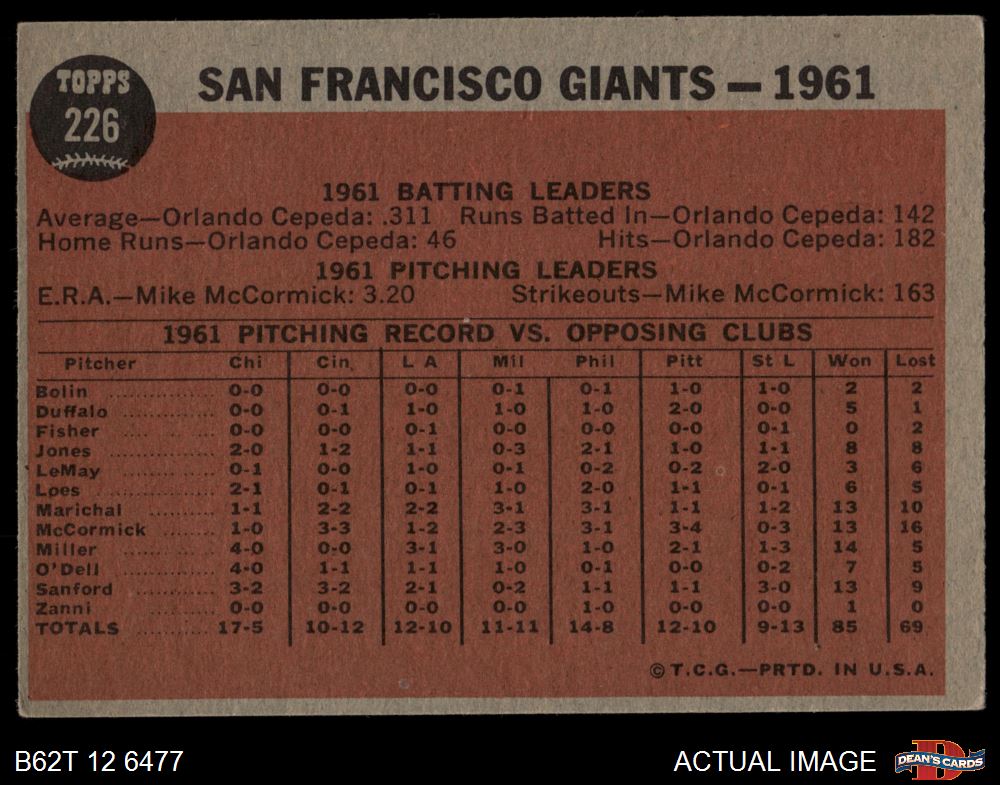 TOPPS
226
SAN FRANCISCO GIANTS — 1961
1961 BATTING LEADERS
Average—Orlando Cepeda: .311 Runs Batted In—Orlando Cepeda: 142
Home Runs—Orlando Cepeda: 46 Hits—Orlando Cepeda: 182
1961 PITCHING LEADERS
E.R.A.—Mike McCormick: 3.20 Strikeouts—Mike McCormick: 163
1961 PITCHING RECORD VS. OPPOSING CLUBS
Pitcher Chi Cin. L A Mil Phil Pitt St L Won Lost
Bolin 0-0 0-0 0-0 0-1 0-1 1-0 1-0 2 2
Duffalo 0-0 0-1 1-0 1-0 1-0 2-0 0-0 5 1
Fisher 0-0 0-0 0-1 0-0 0-0 0-0 0-1 0 2
Jones 2-0 1-2 1-1 0-3 2-1 1-0 1-1 8 8
LeMay 0-1 0-0 1-0 0-1 0-2 0-2 2-0 3 6
Loes 2-1 0-1 0-1 1-0 2-0 1-1 0-1 6 5
Marichal 1-1 2-2 2-2 3-1 3-1 1-1 1-2 13 10
McCormick 1-0 3-3 1-2 2-3 3-1 3-4 0-3 13 16
Miller 4-0 0-0 3-1 3-0 1-0 2-1 1-3 14 5
O'Dell 4-0 1-1 1-1 1-0 0-1 0-0 0-2 7 5
Sanford 3-2 3-2 2-1 0-2 1-1 1-1 3-0 13 9
Zanni 0-0 0-0 0-0 0-0 1-0 0-0 0-0 1 0
TOTALS 17-5 10-12 12-10 11-11 14-8 12-10 9-13 85 69
© T.C.G.—PRTD. IN U.S.A.
B62T 12 6477 ACTUAL IMAGE
DEAN'S CARDS